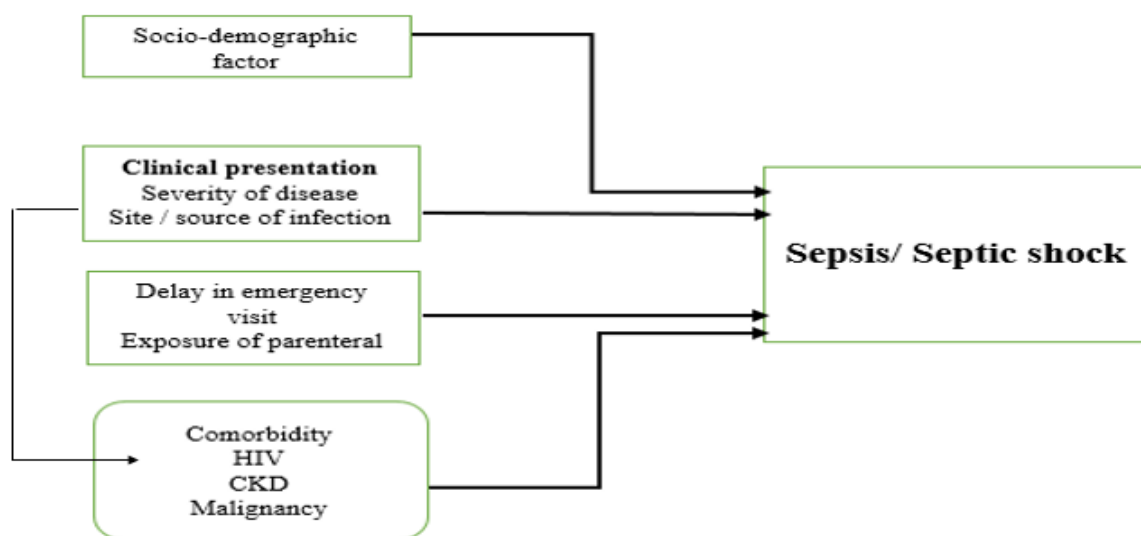 Socio-demographic
factor
Clinical presentation
Severity of disease
Site / source of infection
Delay in emergency
visit
Exposure of parenteral
Comorbidity
HIV
CKD
Malignancy
Sepsis/ Septic shock